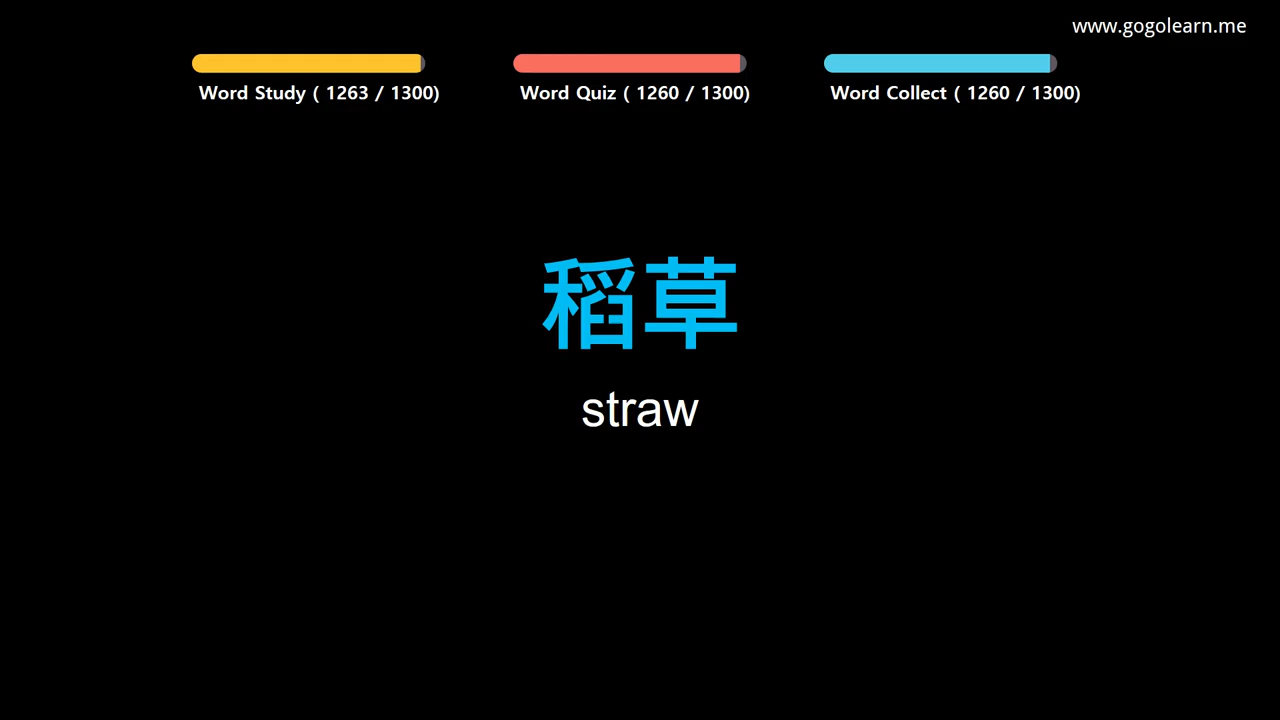 www.gogolearn.me
Word Study ( 1263 / 1300)
Word Quiz ( 1260 / 1300)
Word Collect ( 1260 / 1300)
稻草
straw